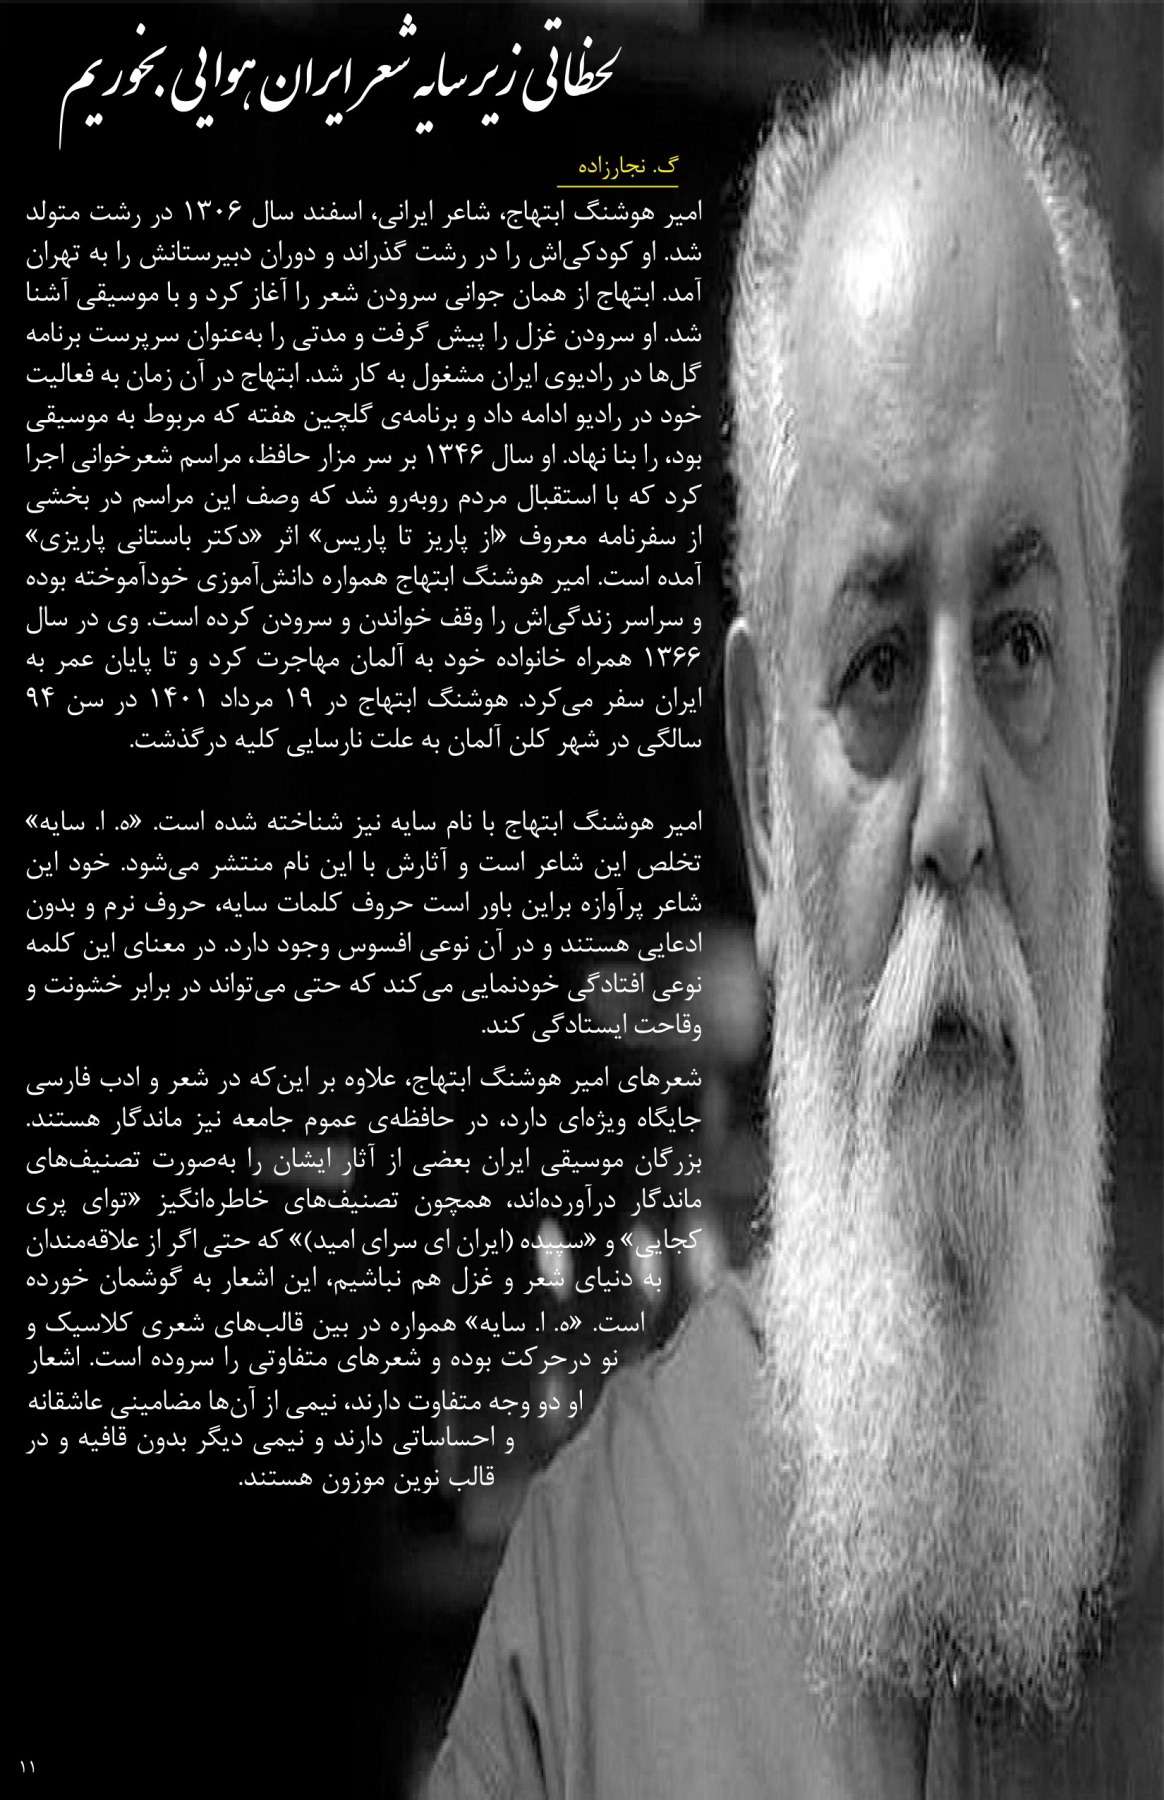 لحظاتی زیر سایه شعر ایران هوایی بخوریم
گ. نجارزاده
امیر هوشنگ ابتهاج، شاعر ایرانی، اسفند سال ۱۳۰۶ در رشت متولد
شد. او کودکی‌اش را در رشت گذراند و دوران دبیرستانش را به تهران
آمد. ابتهاج از همان جوانی سرودن شعر را آغاز کرد و با موسیقی آشنا
شد. او سرودن غزل را پیش گرفت و مدتی را به‌عنوان سرپرست برنامه
گل‌ها در رادیوی ایران مشغول به کار شد. ابتهاج در آن زمان به فعالیت
خود در رادیو ادامه داد و برنامه‌ی گلچین هفته که مربوط به موسیقی
بود، را بنا نهاد. او سال ۱۳۴۶ بر سر مزار حافظ، مراسم شعرخوانی اجرا
کرد که با استقبال مردم روبه‌رو شد که وصف این مراسم در بخشی
از سفرنامه معروف «از پاریز تا پاریس» اثر «دکتر باستانی پاریزی»
آمده است. امیر هوشنگ ابتهاج همواره دانش‌آموزی خودآموخته بوده
و سراسر زندگی‌اش را وقف خواندن و سرودن کرده است. وی در سال
۱۳۶۶ همراه خانواده خود به آلمان مهاجرت کرد و تا پایان عمر به
ایران سفر می‌کرد. هوشنگ ابتهاج در ۱۹ مرداد ۱۴۰۱ در سن ۹۴
سالگی در شهر کلن آلمان به علت نارسایی کلیه درگذشت.
امیر هوشنگ ابتهاج با نام سایه نیز شناخته شده است. «ه. ا. سایه»
تخلص این شاعر است و آثارش با این نام منتشر می‌شود. خود این
شاعر پرآوازه براین باور است حروف کلمات سایه، حروف نرم و بدون
ادعایی هستند و در آن نوعی افسوس وجود دارد. در معنای این کلمه
نوعی افتادگی خودنمایی می‌کند که حتی می‌تواند در برابر خشونت و
وقاحت ایستادگی کند.
شعرهای امیر هوشنگ ابتهاج، علاوه بر این‌که در شعر و ادب فارسی
جایگاه ویژه‌ای دارد، در حافظه‌ی عموم جامعه نیز ماندگار هستند.
بزرگان موسیقی ایران بعضی از آثار ایشان را به‌صورت تصنیف‌های
ماندگار درآورده‌اند، همچون تصنیف‌های خاطره‌انگیز «توای پری
کجایی» و «سپیده (ایران ای سرای امید)» که حتی اگر از علاقه‌مندان
به دنیای شعر و غزل هم نباشیم، این اشعار به گوشمان خورده
است. «ه. ا. سایه» همواره در بین قالب‌های شعری کلاسیک و
نو درحرکت بوده و شعرهای متفاوتی را سروده است. اشعار
او دو وجه متفاوت دارند، نیمی از آن‌ها مضامینی عاشقانه
و احساساتی دارند و نیمی دیگر بدون قافیه و در
قالب نوین موزون هستند.
۱۱